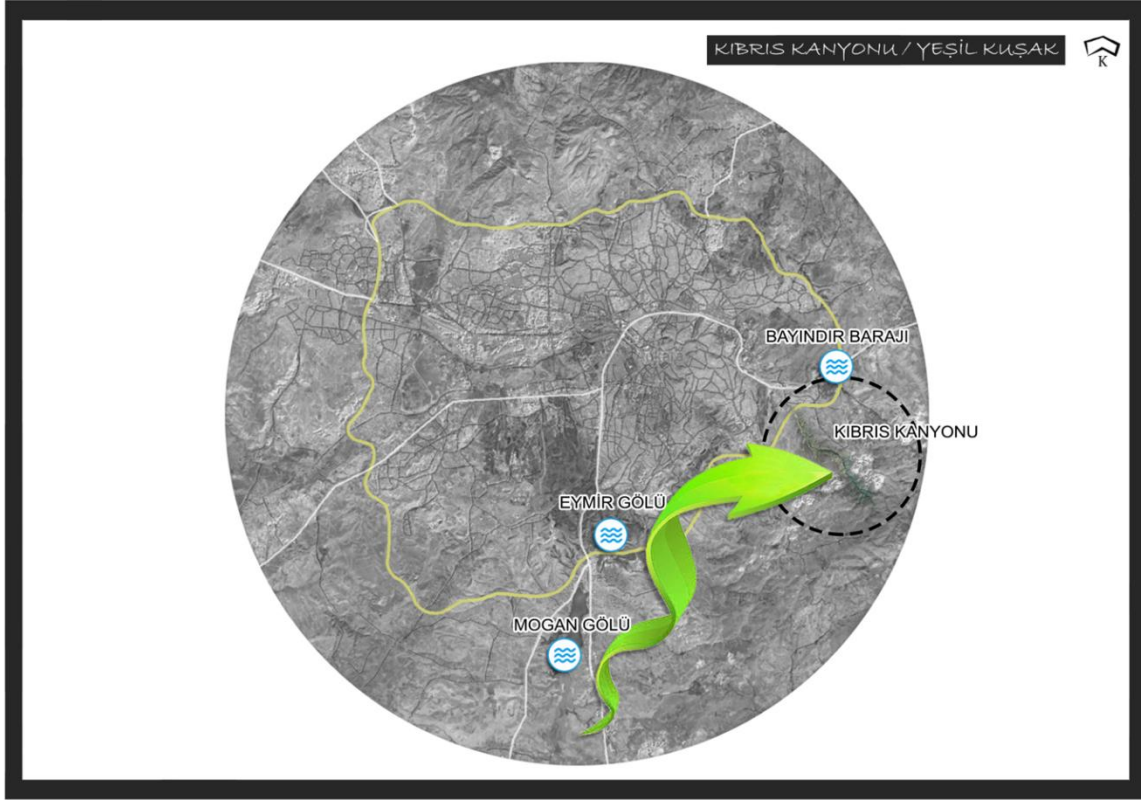 KIBRIS KANYONU / YEŞİL KUŞAK
K
BAYINDIR BARAJI
KIBRIS KANYONU
EYMİR GÖLÜ
MOGAN GÖLÜ